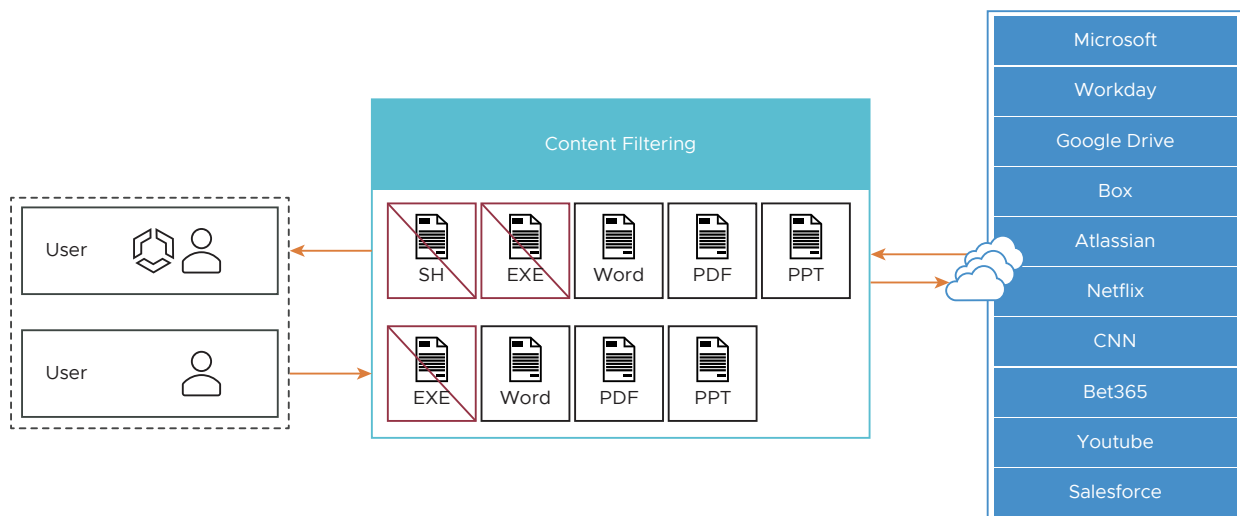 Content Filtering
User
User
SH
EXE
Word
PDF
PPT
EXE
Word
PDF
PPT
Microsoft
Workday
Google Drive
Box
Atlassian
Netflix
CNN
Bet365
Youtube
Salesforce